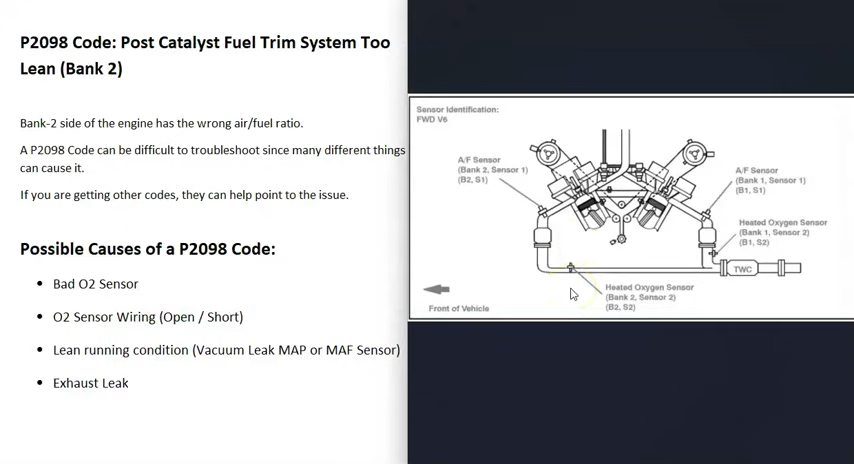 P2098 Code: Post Catalyst Fuel Trim System Too
Lean (Bank 2)
Bank-2 side of the engine has the wrong air/fuel ratio.
A P2098 Code can be difficult to troubleshoot since many different things
can cause it.
If you are getting other codes, they can help point to the issue.
Possible Causes of a P2098 Code:
Bad O2 Sensor
O2 Sensor Wiring (Open / Short)
Lean running condition (Vacuum Leak MAP or MAF Sensor)
Exhaust Leak
Sensor Identification:
FWD V6
A/F Sensor
(Bank 2, Sensor 1)
(B2, S1)
A/F Sensor
(Bank 1, Sensor 1)
(B1, S1)
Heated Oxygen Sensor
(Bank 1, Sensor 2)
(B1, S2)
TWC
Heated Oxygen Sensor
(Bank 2, Sensor 2)
(B2, S2)
Front of Vehicle